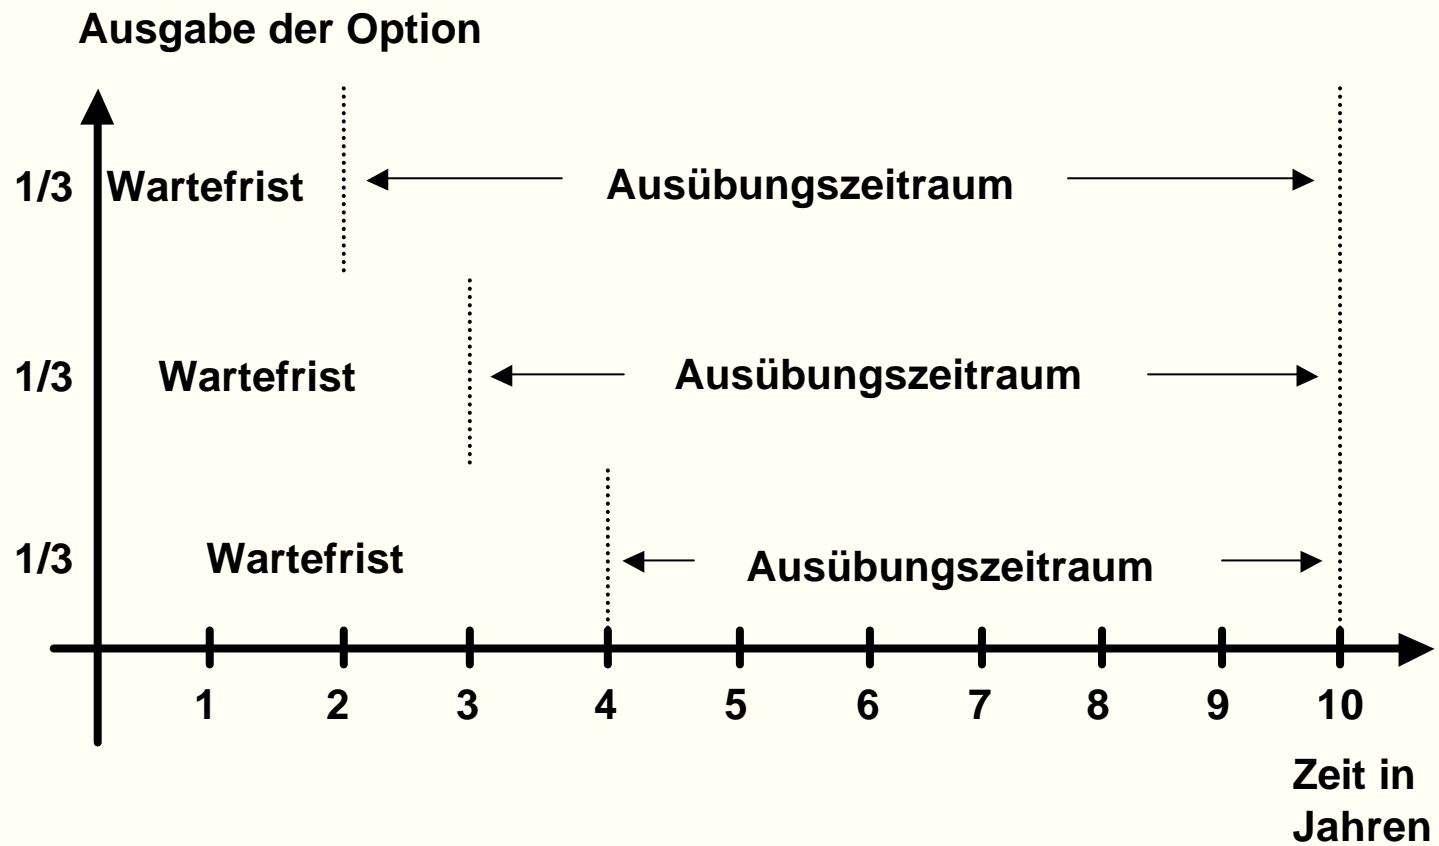 Ausgabe der Option
1/3 Wartefrist Ausübungszeitraum
1/3 Wartefrist Ausübungszeitraum
1/3 Wartefrist Ausübungszeitraum
1 2 3 4 5 6 7 8 9 10
Zeit in
Jahren